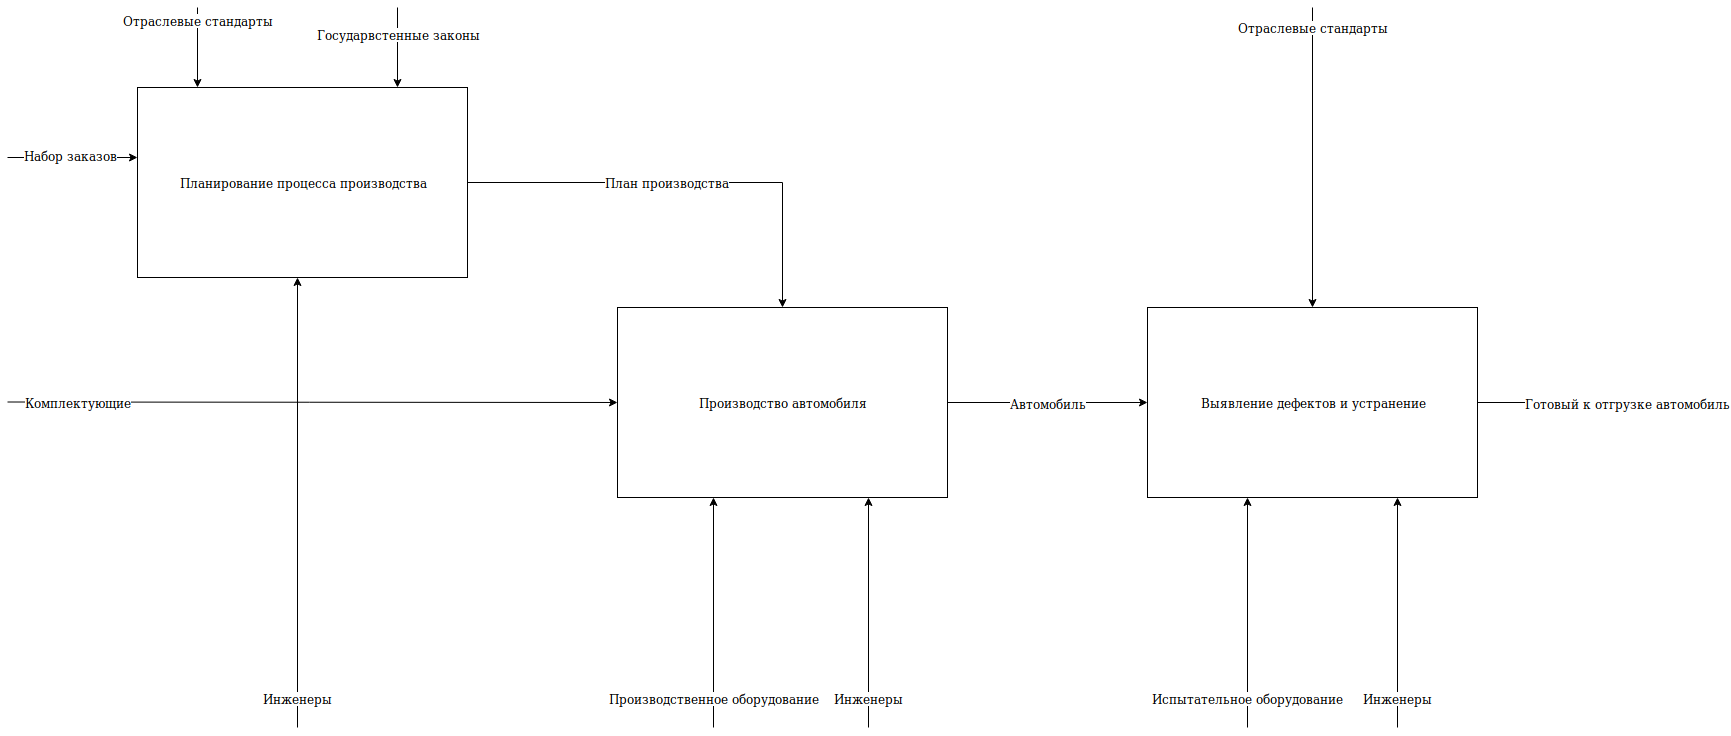 Отраслевые стандарты
Государвстенные законы
Отраслевые стандарты
Набор заказов
Планирование процесса производства
План производства
Комплектующие
Производство автомобиля
Автомобиль
Выявление дефектов и устранение
Готовый к отгрузке автомобиль
Инженеры
Производственное оборудование
Инженеры
Испытательное оборудование
Инженеры